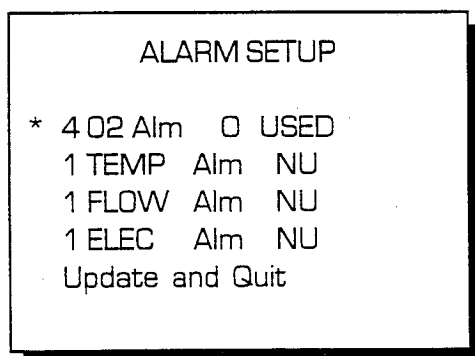 ALARM SETUP
* 4 O2 Alm O USED
1 TEMP Alm NU
1 FLOW Alm NU
1 ELEC Alm NU
Update and Quit